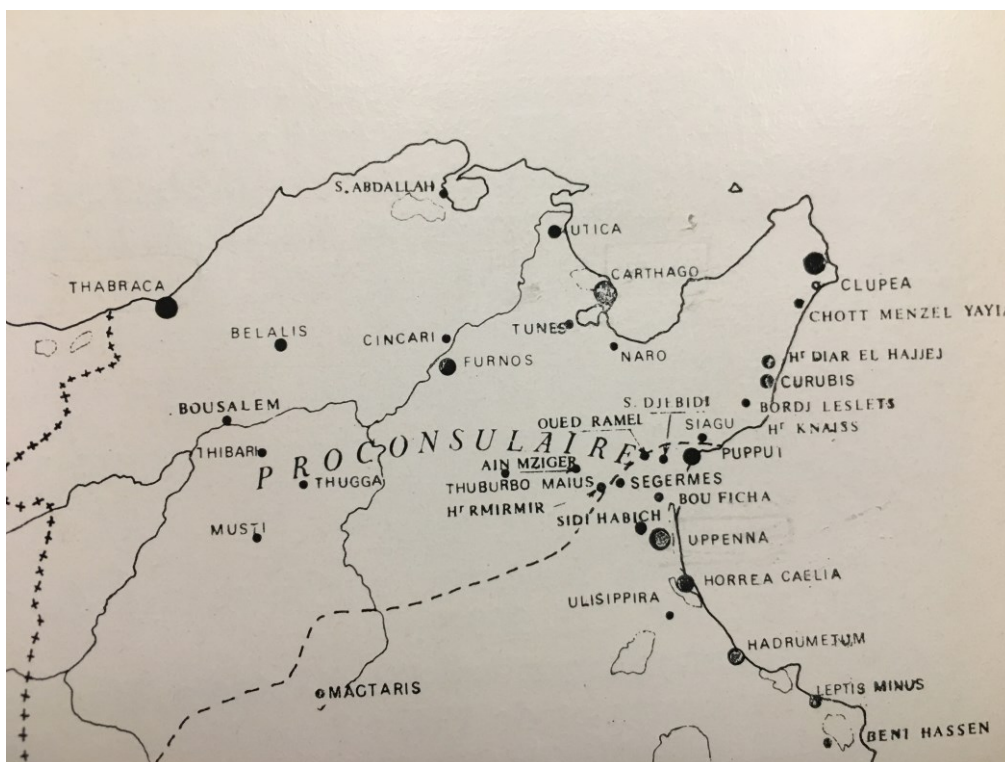 S. ABDALLAH
UTICA
THABRACA
CARTHAGO
CLUPEA
BELALIS
CINCARI
TUNES
CHOTT MENZEL YAYIA
FURNOS
NARO
Hr DIAR EL HAJJEJ
CURUBIS
S. DJEBIDI
BORDJ LESLETS
BOUSALEM
OUED RAMEL
SIAGU
Hr KNAISS
THIBARI
PROCONSULAIRE
PUPPUT
AIN MZIGER
THUGGA
THUBURBO MAIUS
SEGERMES
BOU FICHA
Hr RMIRMIR
SIDI HABICH
MUSTI
UPPENNA
HORREA CAELIA
ULISIPPIRA
HADRUMETUM
MACTARIS
LEPTIS MINUS
BENI HASSEN